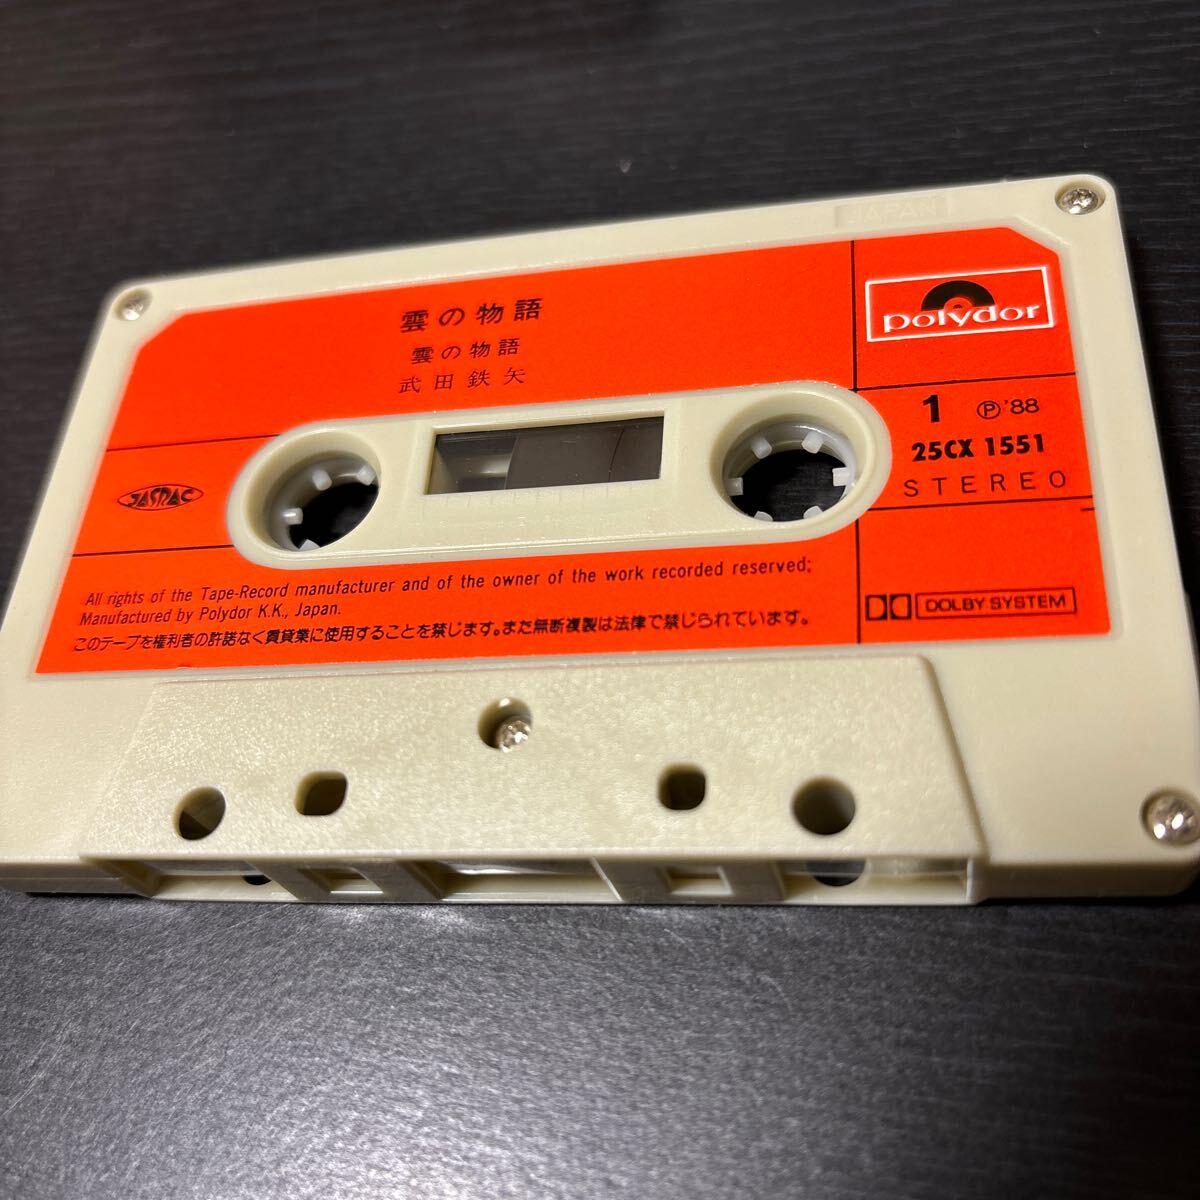 JAPAN
雲の物語
雲の物語
武田鉄矢
polydor
1 Ⓟ'88
25CX 1551
STEREO
JASRAC
All rights of the Tape-Record manufacturer and of the owner of the work recorded reserved;
Manufactured by Polydor K.K., Japan.
このテープを権利者の許諾なく賃貸業に使用することを禁じます。また無断複製は法律で禁じられています。
DOLBY SYSTEM